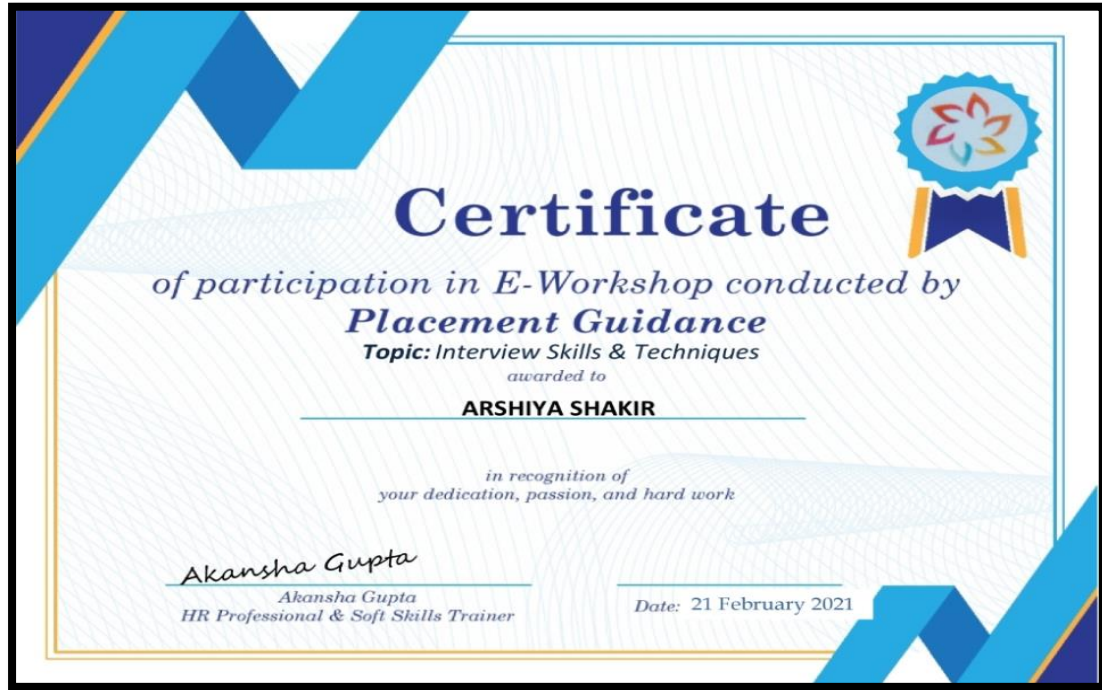 Certificate
of participation in E-Workshop conducted by
Placement Guidance
Topic: Interview Skills & Techniques
awarded to
ARSHIYA SHAKIR
in recognition of
your dedication, passion, and hard work
Akansha Gupta
Akansha Gupta
HR Professional & Soft Skills Trainer
Date: 21 February 2021